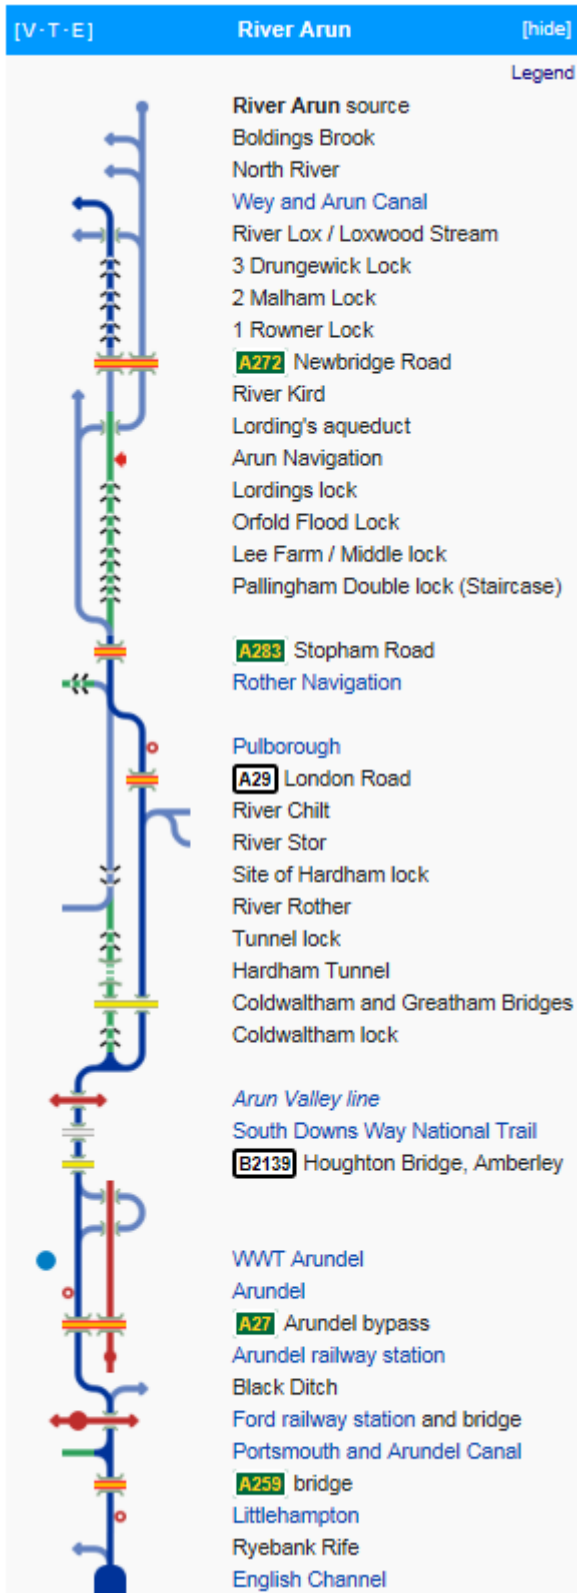 [V·T·E] River Arun [hide]
Legend
River Arun source
Boldings Brook
North River
Wey and Arun Canal
River Lox / Loxwood Stream
3 Drungewick Lock
2 Malham Lock
1 Rowner Lock
A272 Newbridge Road
River Kird
Lording's aqueduct
Arun Navigation
Lordings lock
Orfold Flood Lock
Lee Farm / Middle lock
Pallingham Double lock (Staircase)
A283 Stopham Road
Rother Navigation
Pulborough
A29 London Road
River Chilt
River Stor
Site of Hardham lock
River Rother
Tunnel lock
Hardham Tunnel
Coldwaltham and Greatham Bridges
Coldwaltham lock
Arun Valley line
South Downs Way National Trail
B2139 Houghton Bridge, Amberley
WWT Arundel
Arundel
A27 Arundel bypass
Arundel railway station
Black Ditch
Ford railway station and bridge
Portsmouth and Arundel Canal
A259 bridge
Littlehampton
Ryebank Rife
English Channel